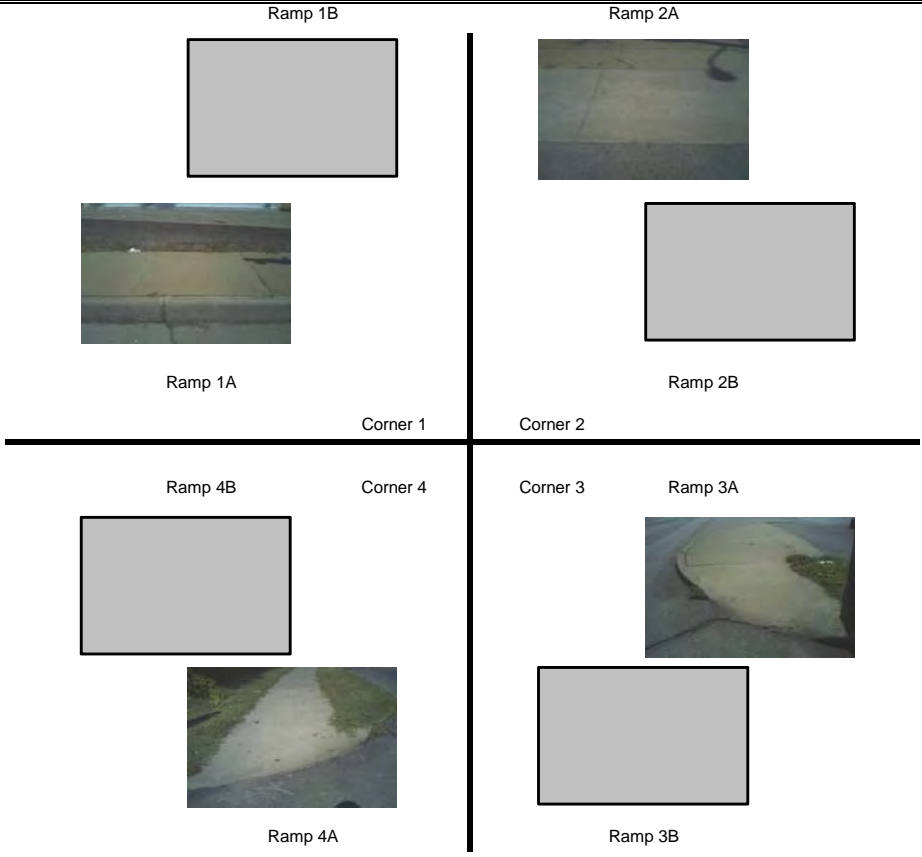 Ramp 1B
Ramp 2A
Ramp 1A
Ramp 2B
Corner 1
Corner 2
Ramp 4B
Corner 4
Corner 3
Ramp 3A
Ramp 4A
Ramp 3B